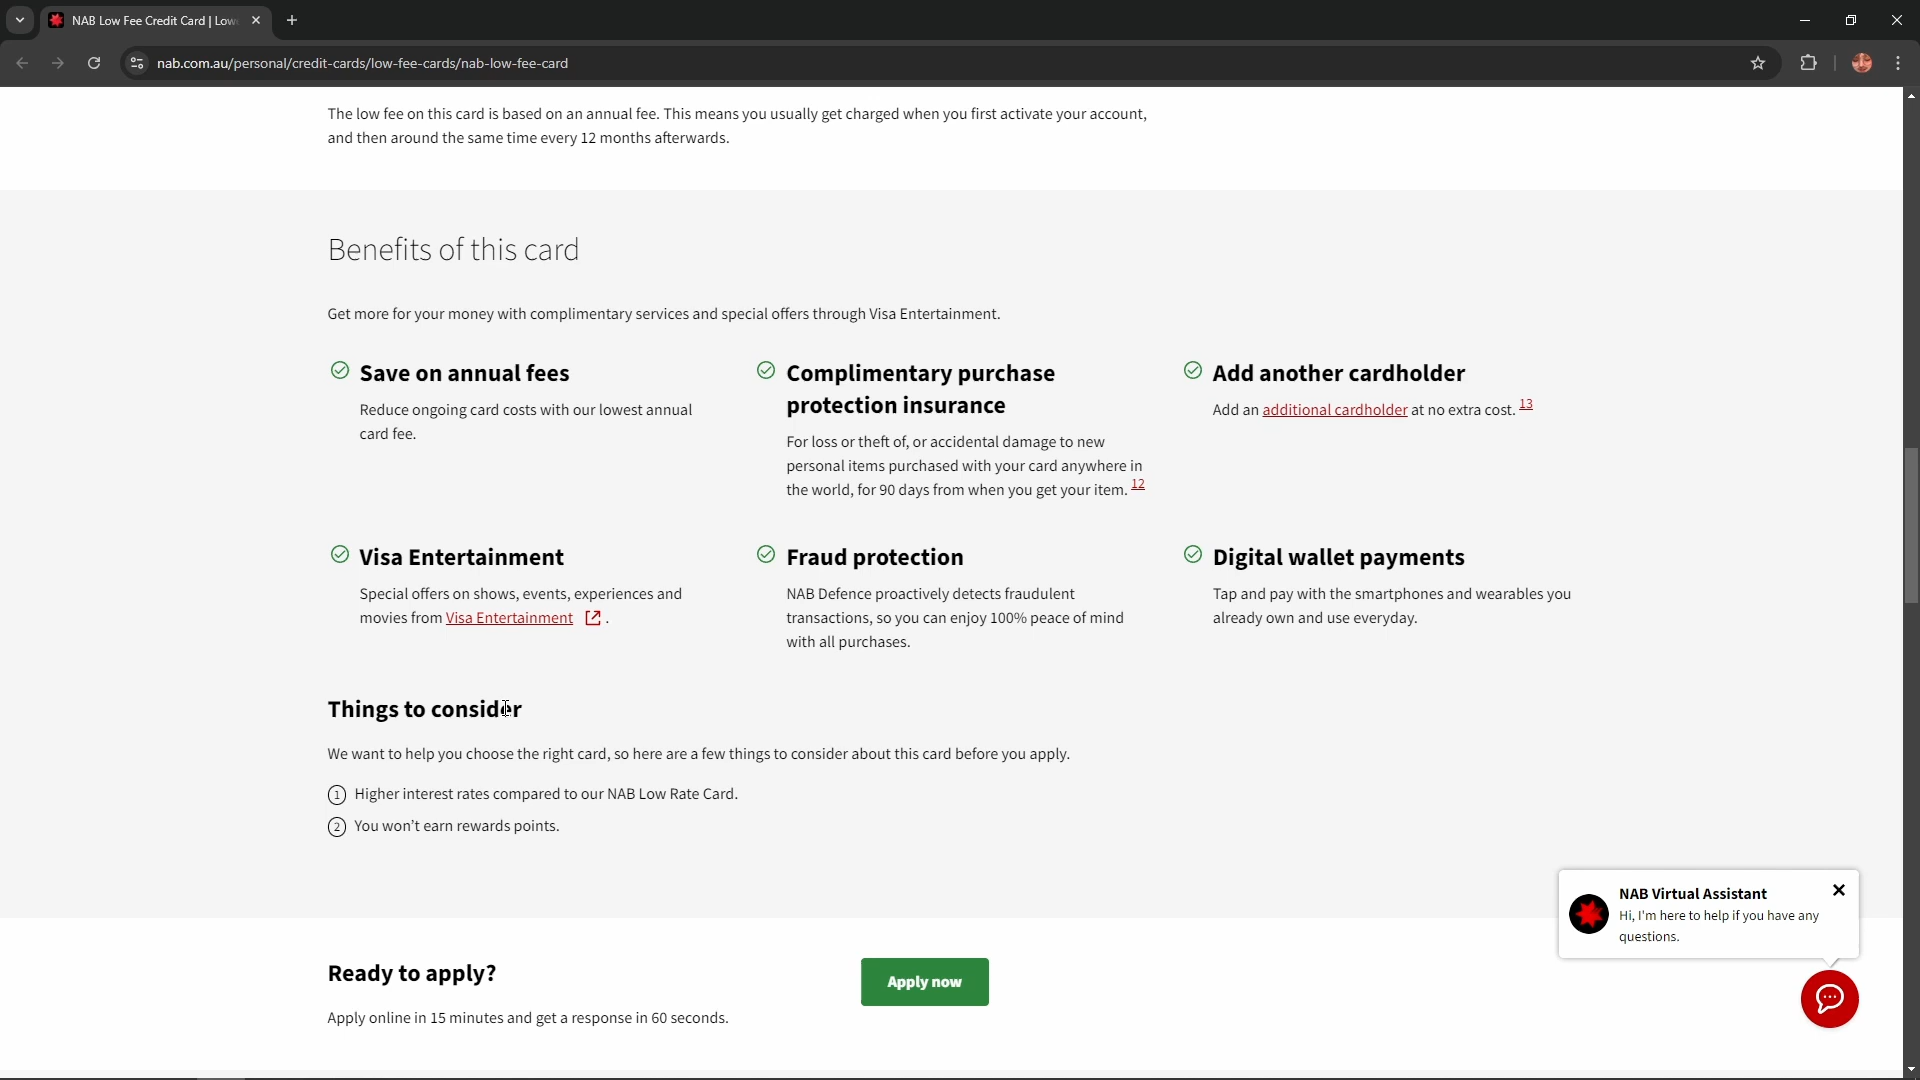 NAB Low Fee Credit Card | Low
nab.com.au/personal/credit-cards/low-fee-cards/nab-low-fee-card
The low fee on this card is based on an annual fee. This means you usually get charged when you first activate your account,
and then around the same time every 12 months afterwards.
Benefits of this card
Get more for your money with complimentary services and special offers through Visa Entertainment.
Save on annual fees
Reduce ongoing card costs with our lowest annual
card fee.
Complimentary purchase
protection insurance
For loss or theft of, or accidental damage to new
personal items purchased with your card anywhere in
the world, for 90 days from when you get your item. 12
Add another cardholder
Add an additional cardholder at no extra cost. 13
Visa Entertainment
Special offers on shows, events, experiences and
movies from Visa Entertainment .
Fraud protection
NAB Defence proactively detects fraudulent
transactions, so you can enjoy 100% peace of mind
with all purchases.
Digital wallet payments
Tap and pay with the smartphones and wearables you
already own and use everyday.
Things to consider
We want to help you choose the right card, so here are a few things to consider about this card before you apply.
1 Higher interest rates compared to our NAB Low Rate Card.
2 You won't earn rewards points.
NAB Virtual Assistant
Hi, I'm here to help if you have any
questions.
Ready to apply?
Apply online in 15 minutes and get a response in 60 seconds.
Apply now